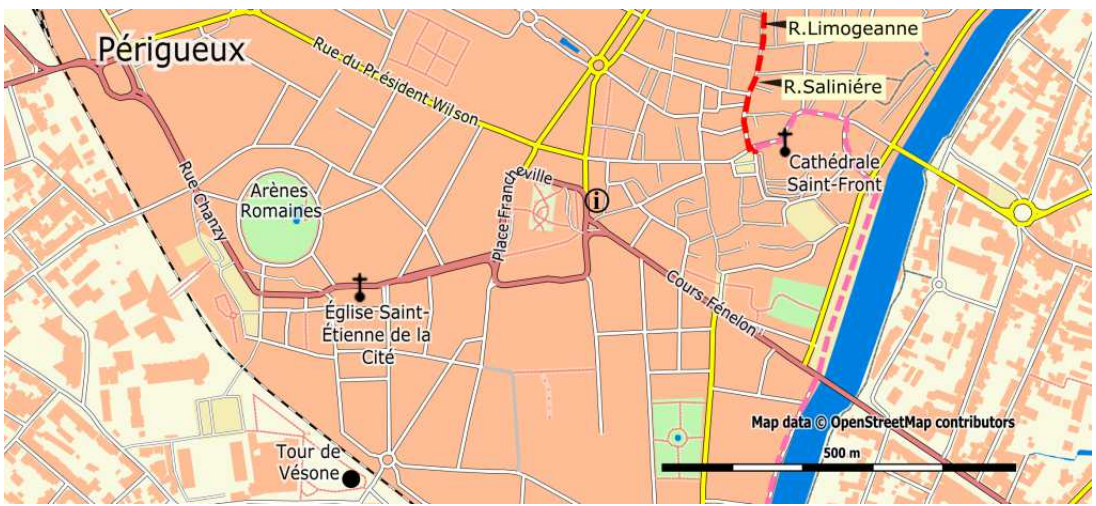 Périgueux
R.Limogeanne
Rue du Président Wilson
R.Saliniére
Cathédrale
Saint-Front
Arènes
Romaines
Rue Chanzy
Place Francheville
i
Église Saint-
Étienne de la
Cité
Cours Fénelon
Map data © OpenStreetMap contributors
500 m
Tour de
Vésone